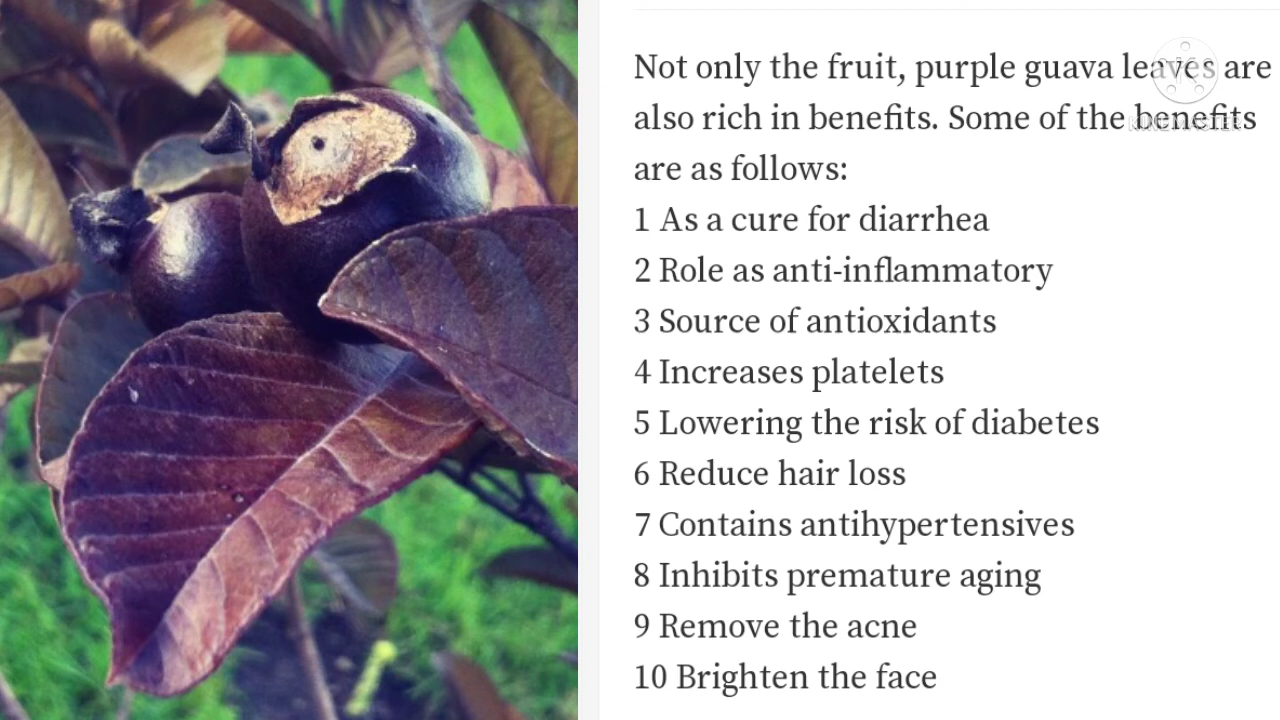 Not only the fruit, purple guava leaves are
also rich in benefits. Some of the benefits
are as follows:
1 As a cure for diarrhea
2 Role as anti-inflammatory
3 Source of antioxidants
4 Increases platelets
5 Lowering the risk of diabetes
6 Reduce hair loss
7 Contains antihypertensives
8 Inhibits premature aging
9 Remove the acne
10 Brighten the face
KINEMASTER